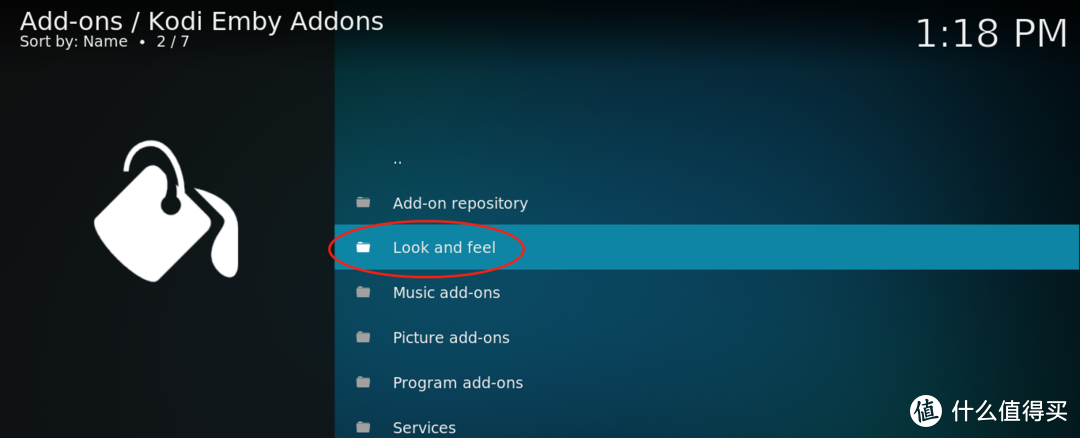 Add-ons / Kodi Emby Addons
Sort by: Name • 2 / 7
1:18 PM
..
Add-on repository
Look and feel
Music add-ons
Picture add-ons
Program add-ons
Services
值 什么值得买